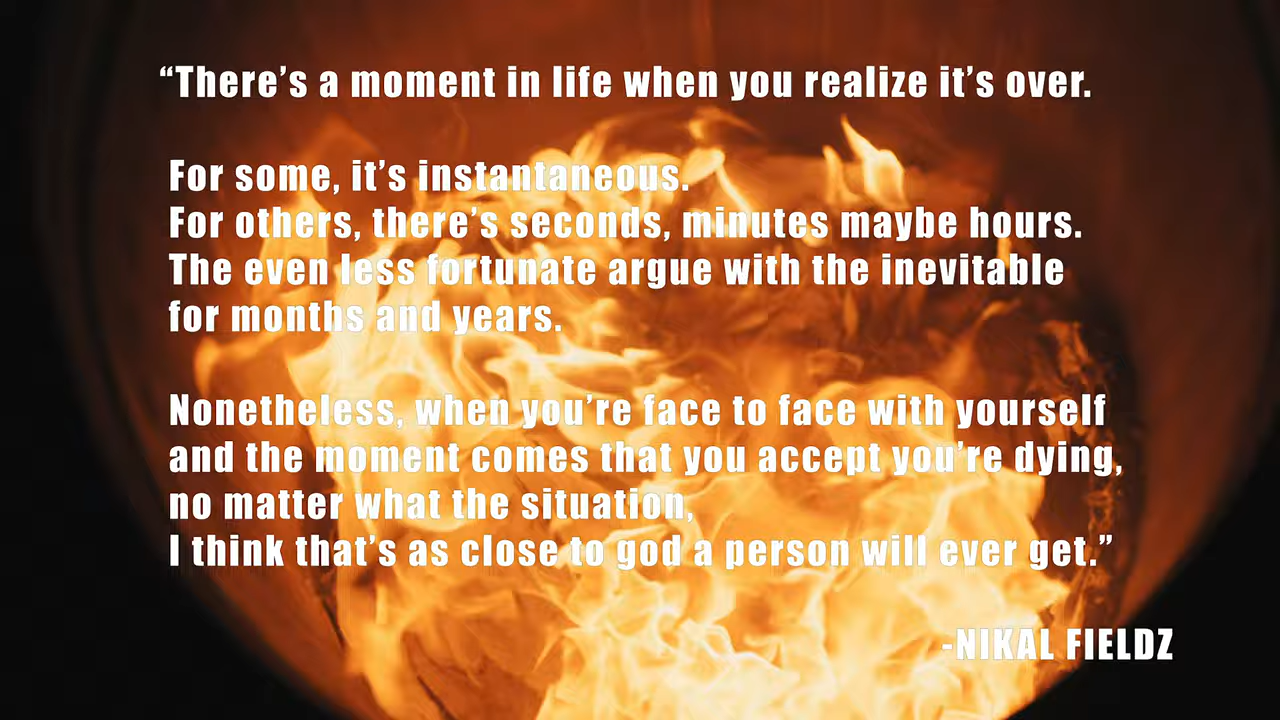 “There’s a moment in life when you realize it’s over.
For some, it’s instantaneous.
For others, there’s seconds, minutes maybe hours.
The even less fortunate argue with the inevitable
for months and years.
Nonetheless, when you’re face to face with yourself
and the moment comes that you accept you’re dying,
no matter what the situation,
I think that’s as close to god a person will ever get.”
-NIKAL FIELDZ